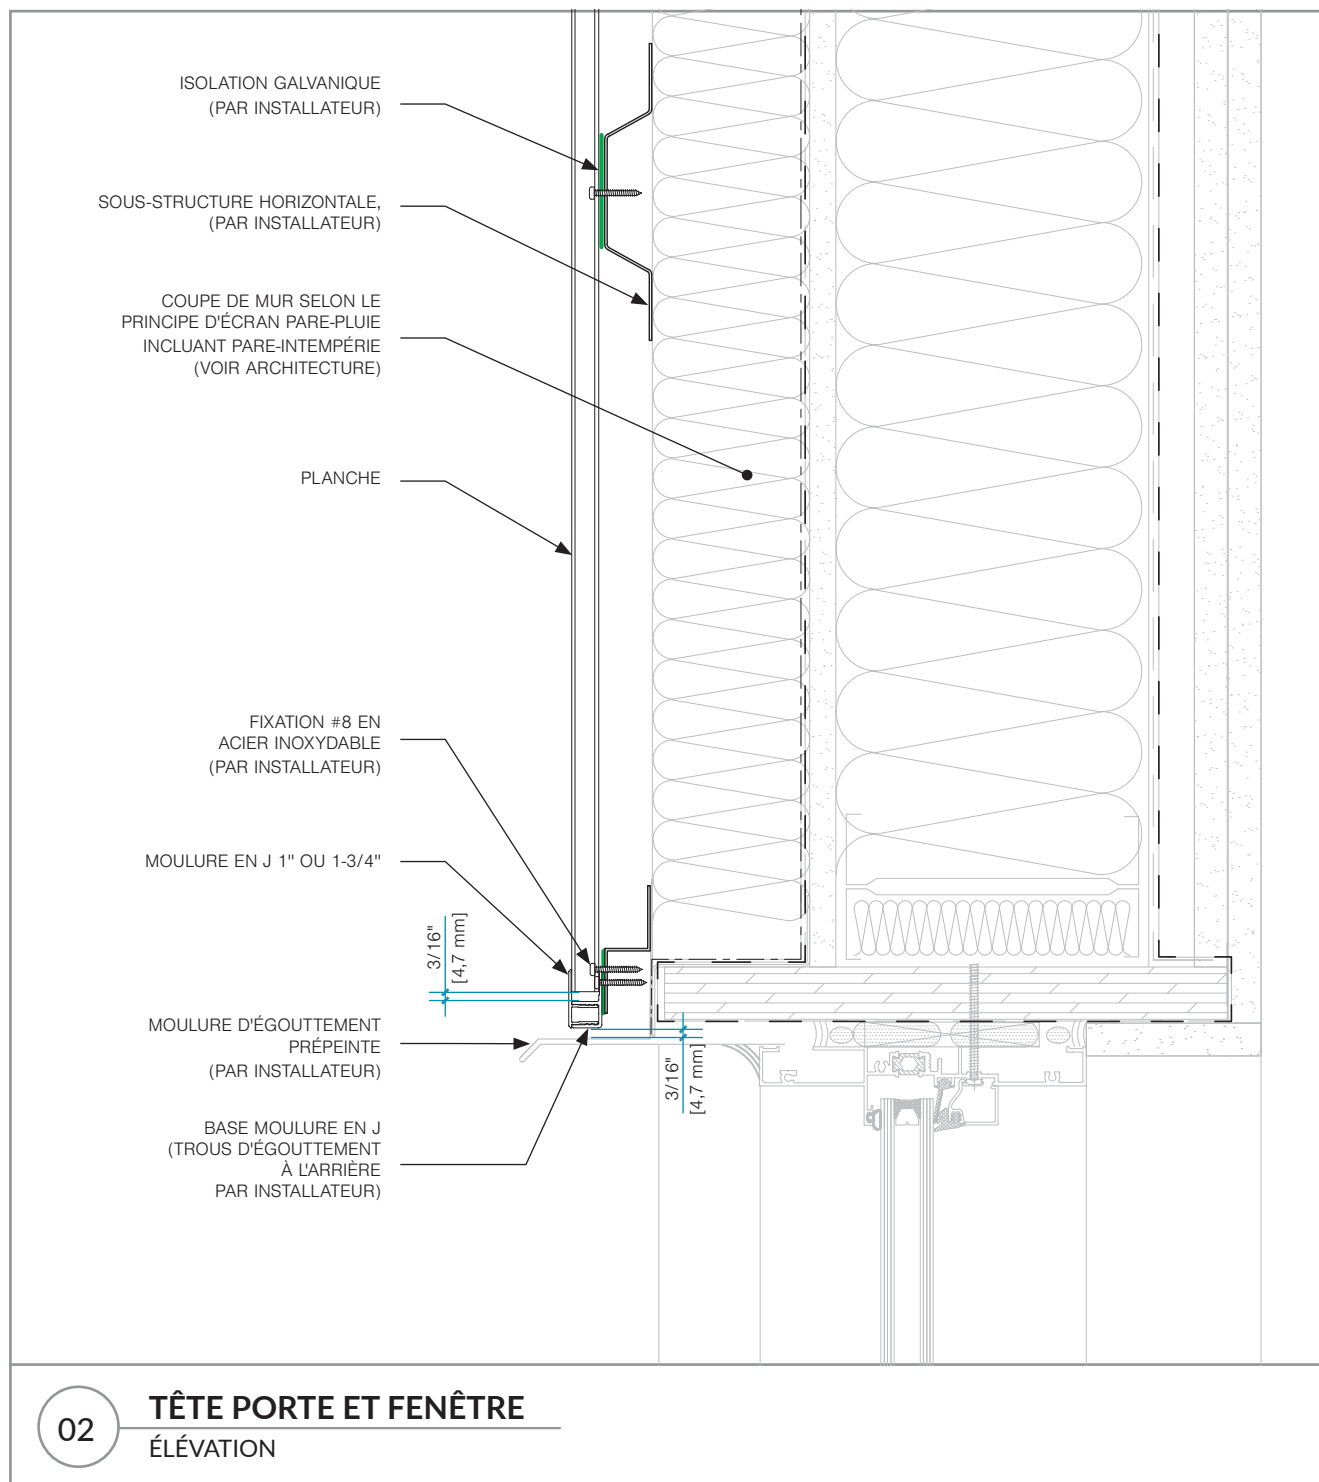 ISOLATION GALVANIQUE
(PAR INSTALLATEUR)
SOUS-STRUCTURE HORIZONTALE,
(PAR INSTALLATEUR)
COUPE DE MUR SELON LE
PRINCIPE D'ÉCRAN PARE-PLUIE
INCLUANT PARE-INTEMPÉRIE
(VOIR ARCHITECTURE)
PLANCHE
FIXATION #8 EN
ACIER INOXYDABLE
(PAR INSTALLATEUR)
MOULURE EN J 1" OU 1-3/4"
3/16"
[4,7 mm]
MOULURE D'ÉGOUTTEMENT
PRÉPEINTE
(PAR INSTALLATEUR)
3/16"
[4,7 mm]
BASE MOULURE EN J
(TROUS D'ÉGOUTTEMENT
À L'ARRIÈRE
PAR INSTALLATEUR)
02
TÊTE PORTE ET FENÊTRE
ÉLÉVATION